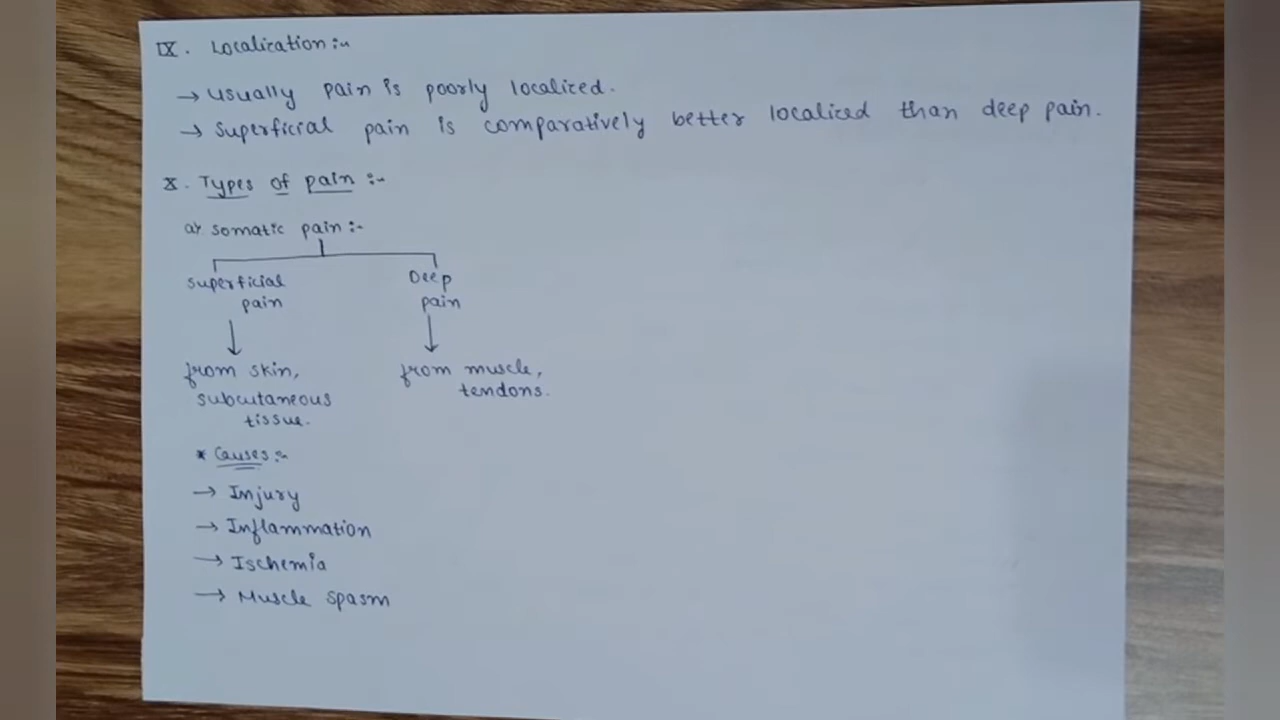 IX. Localization :-
→ Usually pain is poorly localized.
→ Superficial pain is comparatively better localized than deep pain.
X. Types of pain :-
a) Somatic pain :-
Superficial pain
Deep pain
from skin, subcutaneous tissue.
from muscle, tendons.
* Causes :-
→ Injury
→ Inflammation
→ Ischemia
→ Muscle spasm